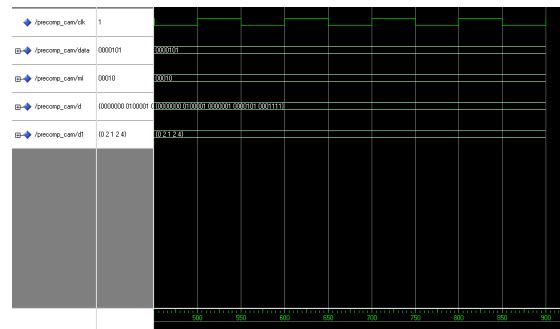 /precomp_cam/clk 1
/precomp_cam/data 0000101 0000101
/precomp_cam/ml 00010 00010
/precomp_cam/d {0000000 0100001 0 {0000000 0100001 0000001 0000101 0001111}
/precomp_cam/d1 {0 2 1 2 4} {0 2 1 2 4}
500 550 600 650 700 750 800 850 900